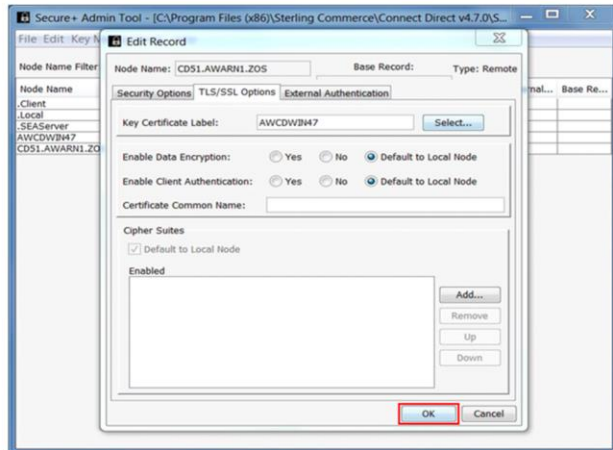 Secure+ Admin Tool - [C:\Program Files (x86)\Sterling Commerce\Connect Direct v4.7.0\S...
File Edit Key
Edit Record
Node Name Filter
Node Name: CD51.AWARN1.ZOS Base Record: Type: Remote
Node Name
.Client
.Local
.SEAServer
AWCDWIN47
CD51.AWARN1.ZO
nal... Base Re...
Security Options TLS/SSL Options External Authentication
Key Certificate Label: AWCDWIN47 Select...
Enable Data Encryption: Yes No Default to Local Node
Enable Client Authentication: Yes No Default to Local Node
Certificate Common Name:
Cipher Suites
Default to Local Node
Enabled
Add...
Remove
Up
Down
OK Cancel